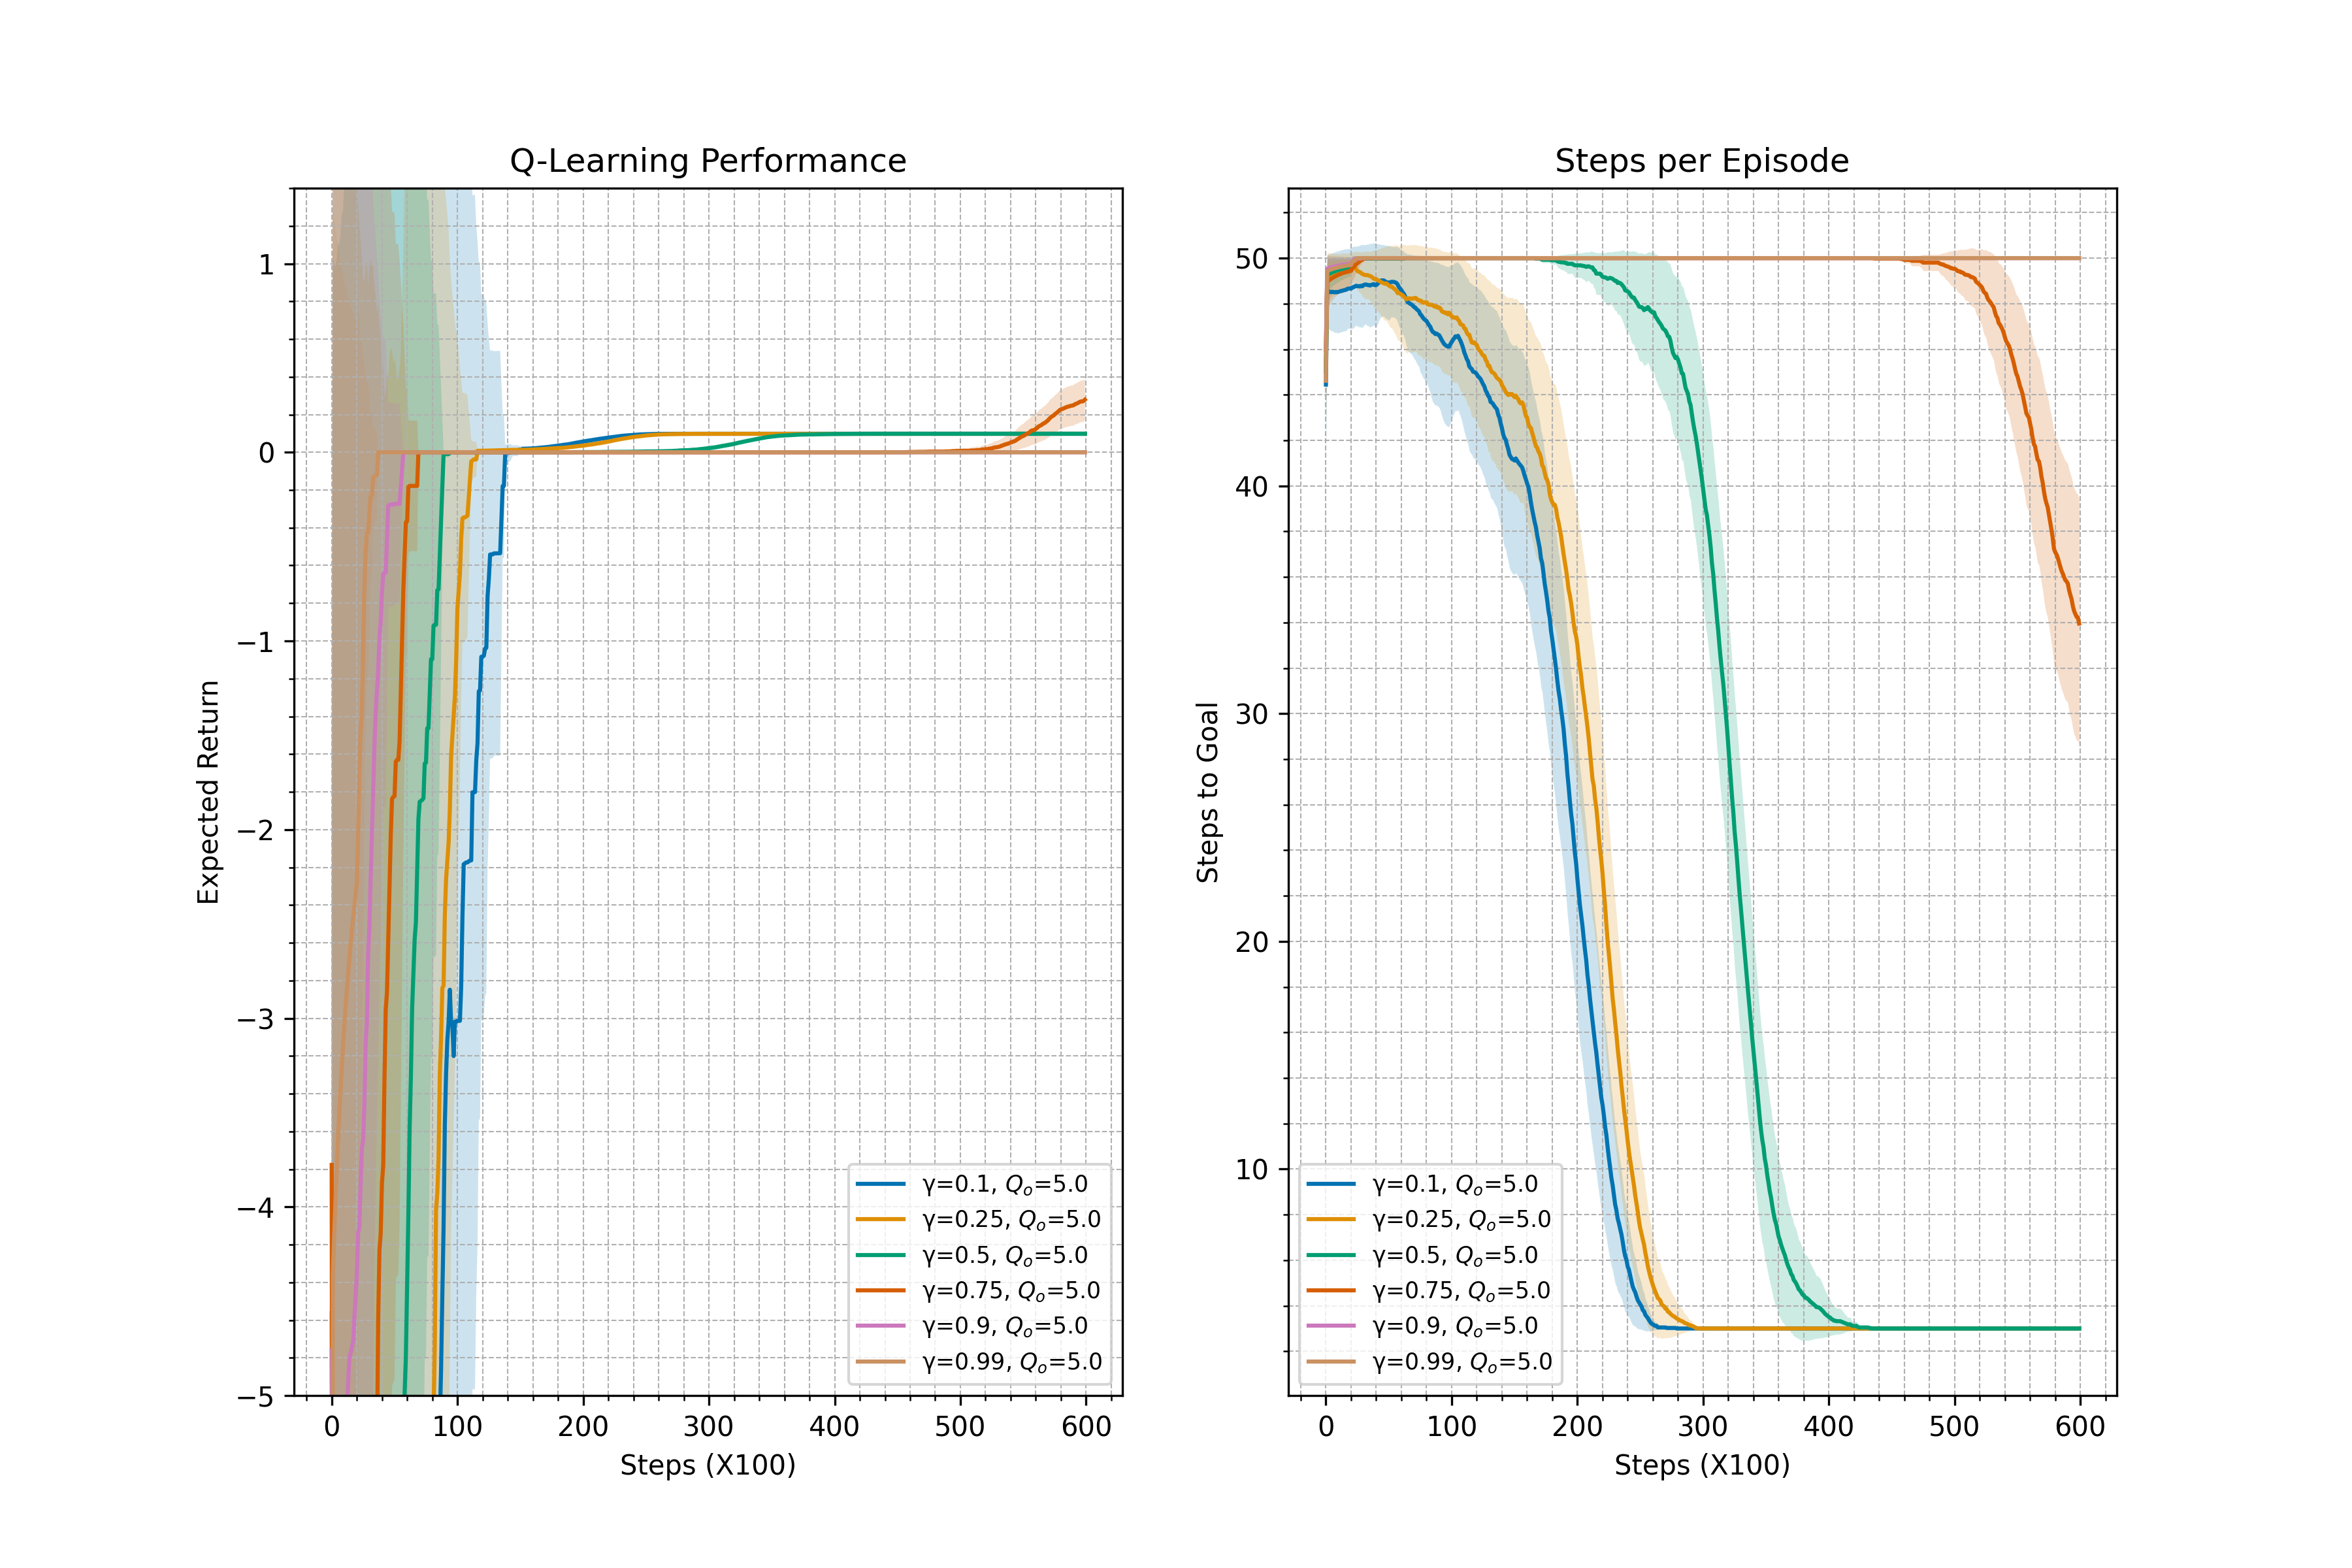 Q-Learning Performance
Expected Return
1
0
−1
−2
−3
−4
−5
0 100 200 300 400 500 600
Steps (X100)
γ=0.1, Qₒ=5.0
γ=0.25, Qₒ=5.0
γ=0.5, Qₒ=5.0
γ=0.75, Qₒ=5.0
γ=0.9, Qₒ=5.0
γ=0.99, Qₒ=5.0
Steps per Episode
Steps to Goal
50
40
30
20
10
0 100 200 300 400 500 600
Steps (X100)
γ=0.1, Qₒ=5.0
γ=0.25, Qₒ=5.0
γ=0.5, Qₒ=5.0
γ=0.75, Qₒ=5.0
γ=0.9, Qₒ=5.0
γ=0.99, Qₒ=5.0